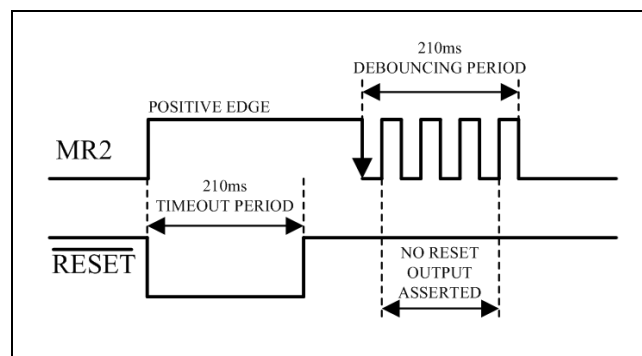 210ms
DEBOUNCING PERIOD
POSITIVE EDGE
MR2
210ms
TIMEOUT PERIOD
RESET
NO RESET
OUTPUT
ASSERTED